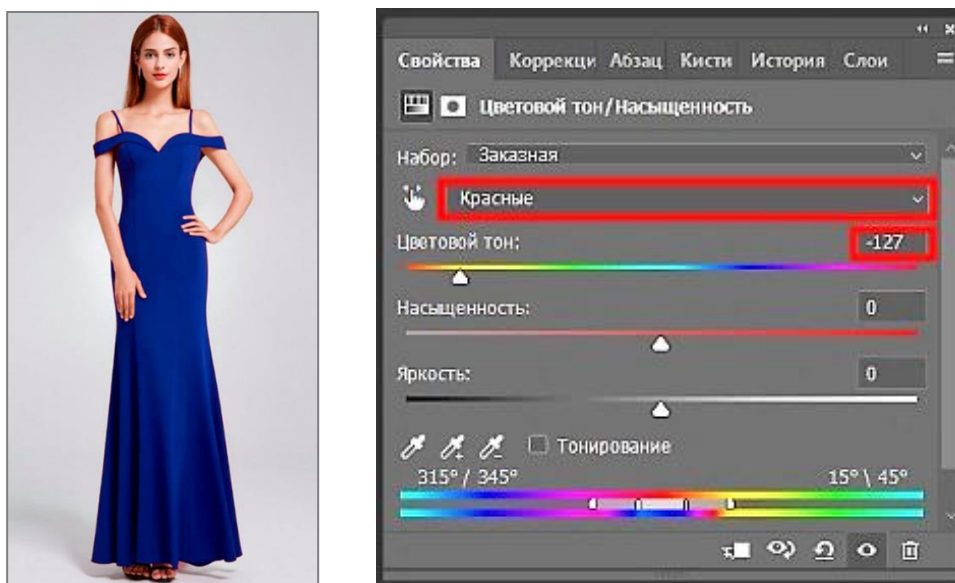 Свойства Коррекци Абзац Кисти История Слои
Цветовой тон/Насыщенность
Набор: Заказная
Красные
Цветовой тон: -127
Насыщенность: 0
Яркость: 0
Тонирование
315° / 345° 15° \ 45°